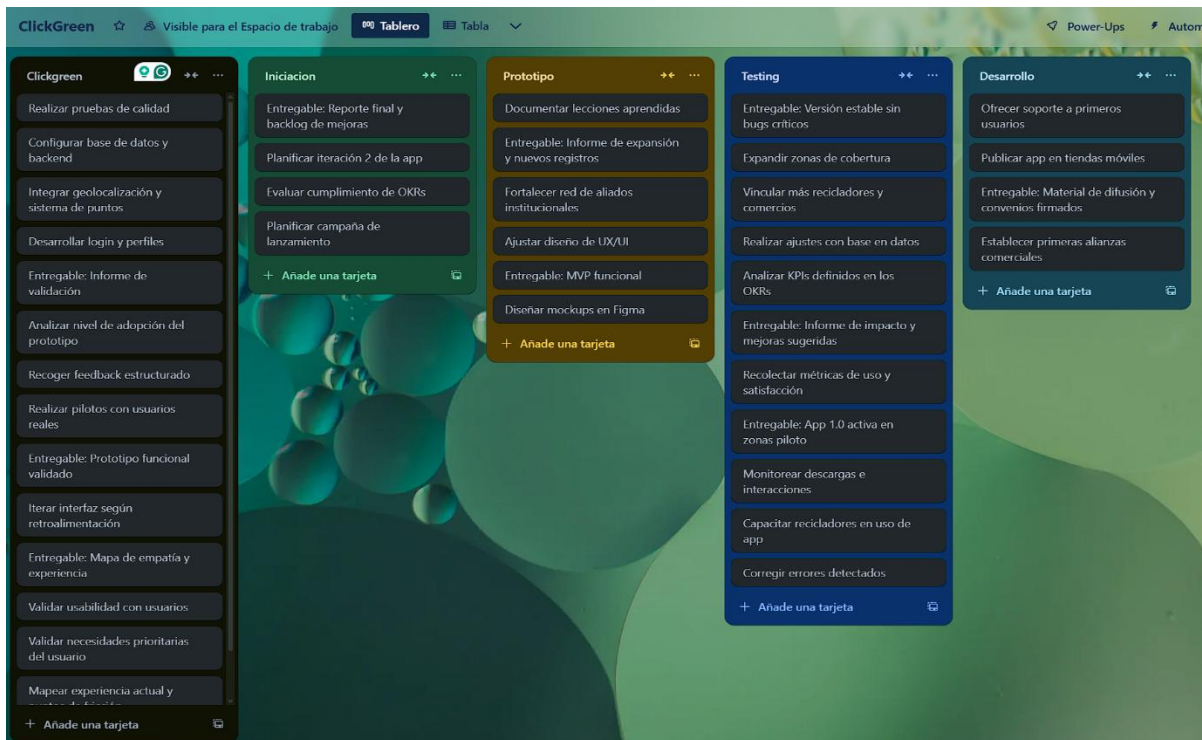 ClickGreen
Visible para el Espacio de trabajo
Tablero
Tabla
Power-Ups
Autom
Clickgreen
Realizar pruebas de calidad
Configurar base de datos y
backend
Integrar geolocalización y
sistema de puntos
Desarrollar login y perfiles
Entregable: Informe de
validación
Analizar nivel de adopción del
prototipo
Recoger feedback estructurado
Realizar pilotos con usuarios
reales
Entregable: Prototipo funcional
validado
Iterar interfaz según
retroalimentación
Entregable: Mapa de empatía y
experiencia
Validar usabilidad con usuarios
Validar necesidades prioritarias
del usuario
Mapear experiencia actual y
+ Añade una tarjeta
Iniciacion
Entregable: Reporte final y
backlog de mejoras
Planificar iteración 2 de la app
Evaluar cumplimiento de OKRs
Planificar campaña de
lanzamiento
+ Añade una tarjeta
Prototipo
Documentar lecciones aprendidas
Entregable: Informe de expansión
y nuevos registros
Fortalecer red de aliados
institucionales
Ajustar diseño de UX/UI
Entregable: MVP funcional
Diseñar mockups en Figma
+ Añade una tarjeta
Testing
Entregable: Versión estable sin
bugs críticos
Expandir zonas de cobertura
Vincular más recicladores y
comercios
Realizar ajustes con base en datos
Analizar KPIs definidos en los
OKRs
Entregable: Informe de impacto y
mejoras sugeridas
Recolectar métricas de uso y
satisfacción
Entregable: App 1.0 activa en
zonas piloto
Monitorear descargas e
interacciones
Capacitar recicladores en uso de
app
Corregir errores detectados
+ Añade una tarjeta
Desarrollo
Ofrecer soporte a primeros
usuarios
Publicar app en tiendas móviles
Entregable: Material de difusión y
convenios firmados
Establecer primeras alianzas
comerciales
+ Añade una tarjeta